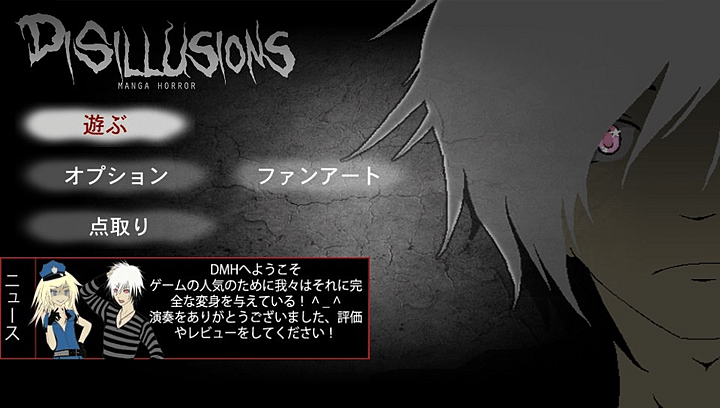 DISILLUSIONS
MANGA HORROR
遊ぶ
オプション
ファンアート
点取り
ニュース
DMHへようこそ
ゲームの人気のために我々はそれに完
全な変身を与えている！^_^
演奏をありがとうございました、評価
やレビューをしてください！